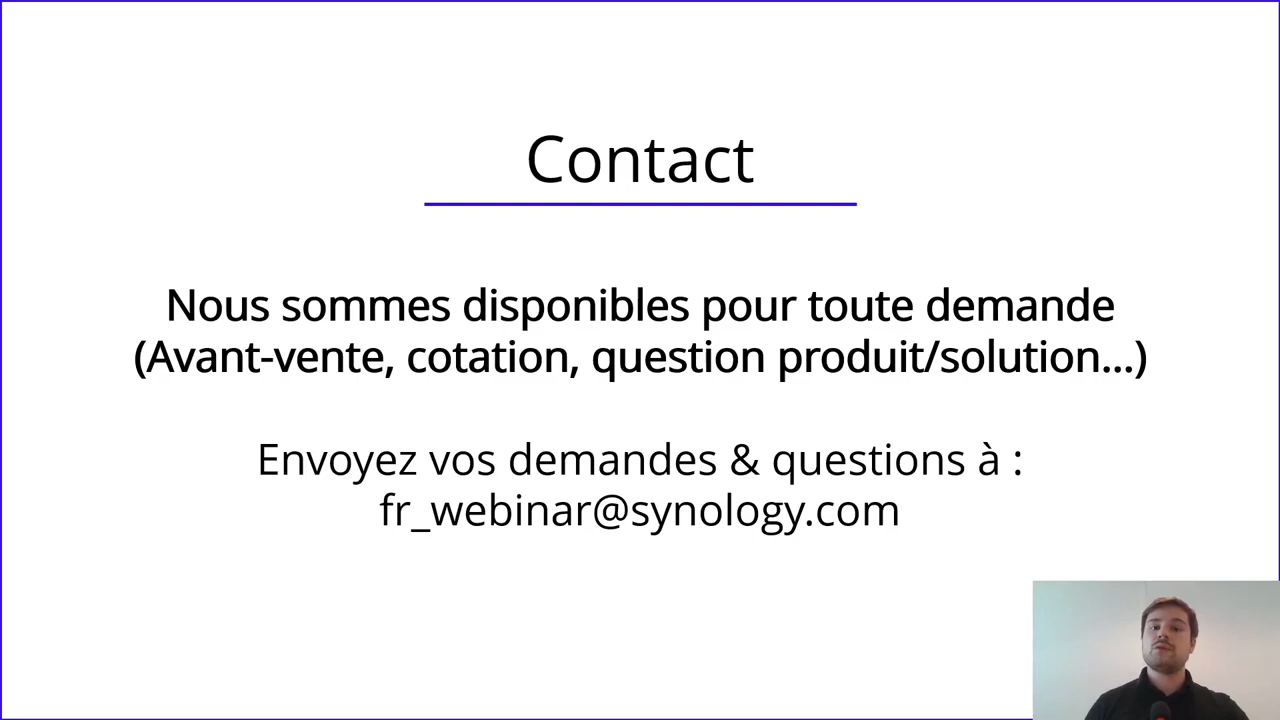 Contact
Nous sommes disponibles pour toute demande
(Avant-vente, cotation, question produit/solution...)
Envoyez vos demandes & questions à :
fr_webinar@synology.com